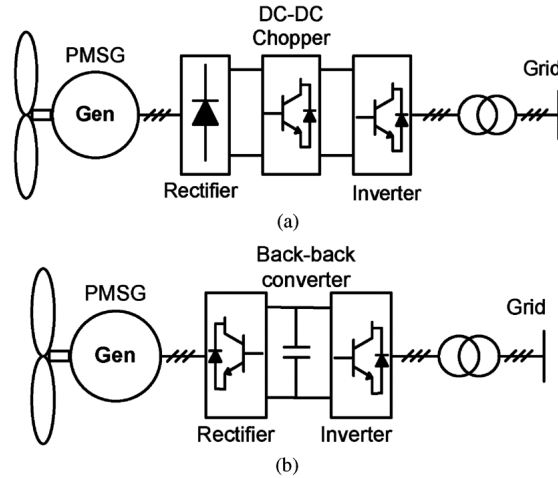 DC-DC
Chopper
PMSG
Grid
Gen
Rectifier
Inverter
(a)
Back-back
converter
PMSG
Grid
Gen
Rectifier
Inverter
(b)